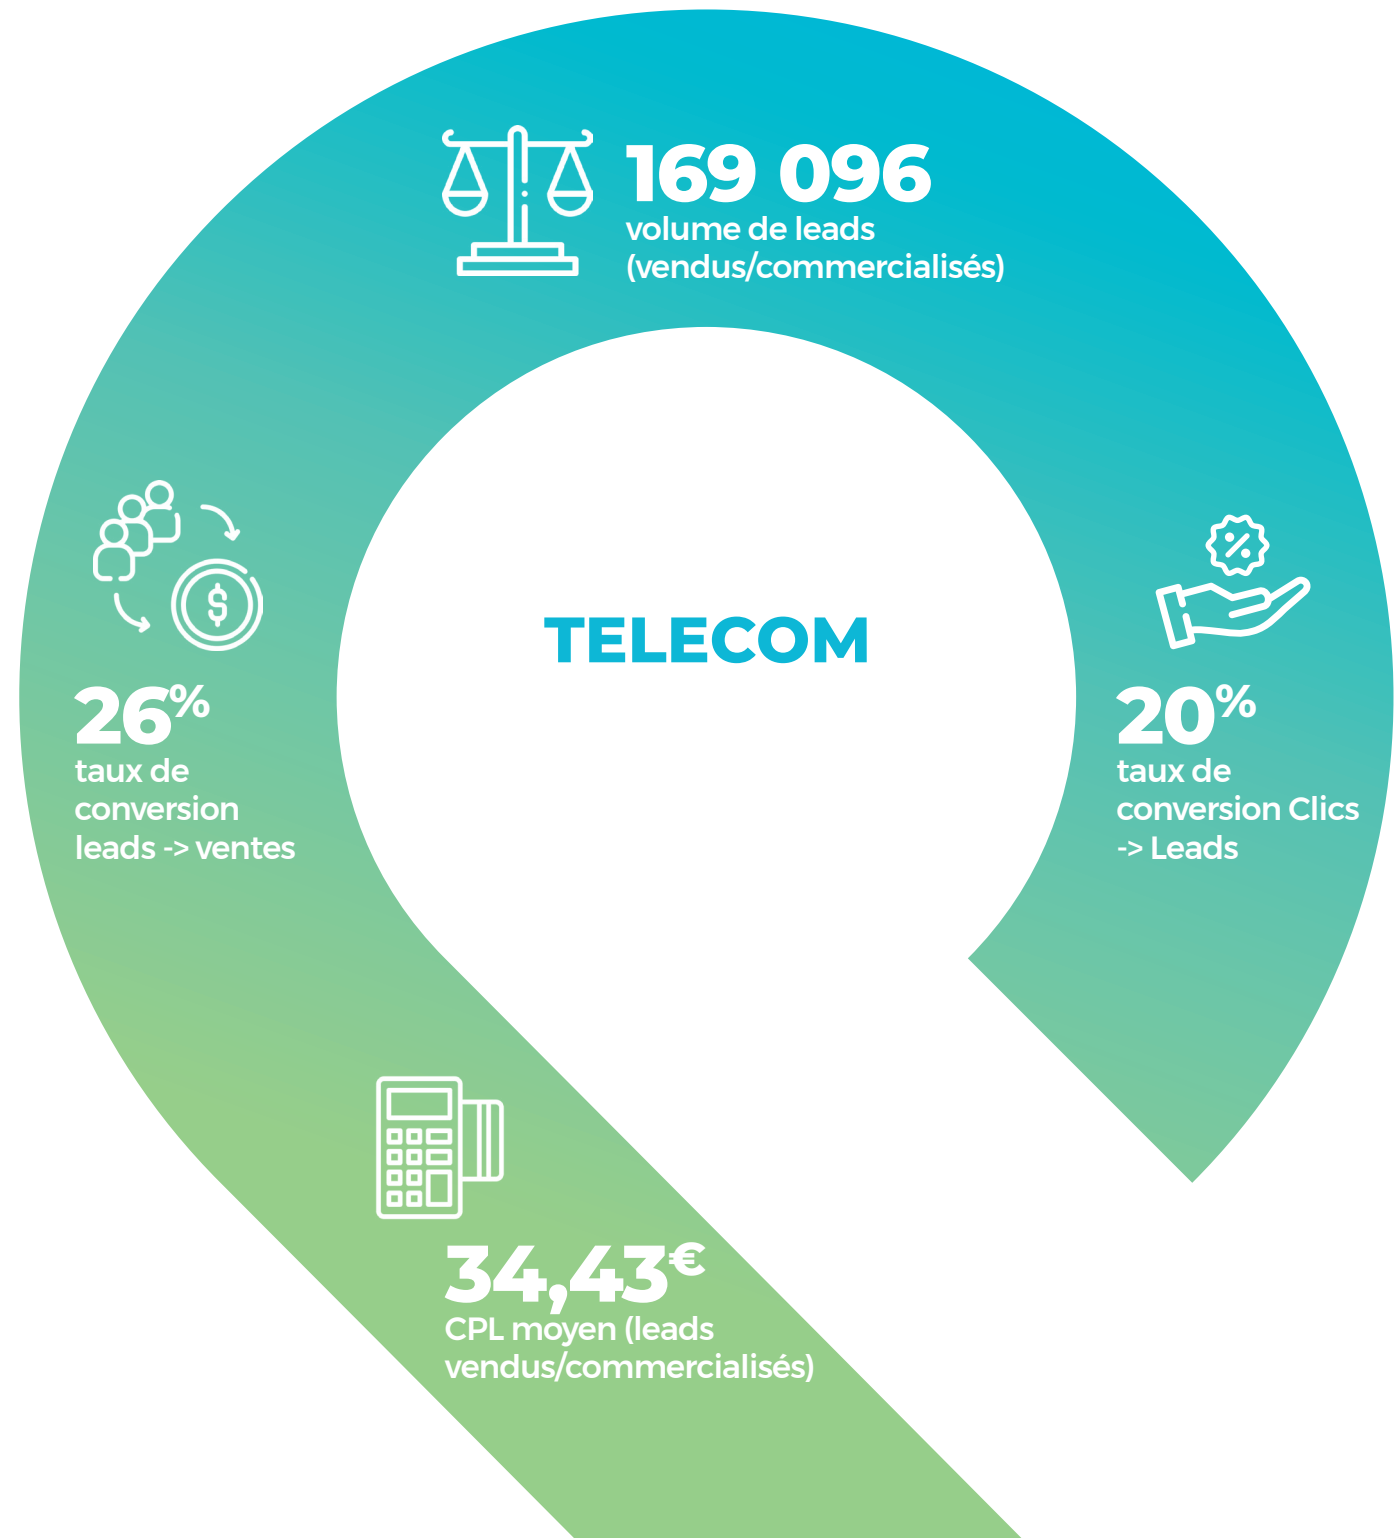 169 096
volume de leads
(vendus/commercialisés)
TELECOM
26%
taux de
conversion
leads -> ventes
20%
taux de
conversion Clics
-> Leads
34,43€
CPL moyen (leads
vendus/commercialisés)